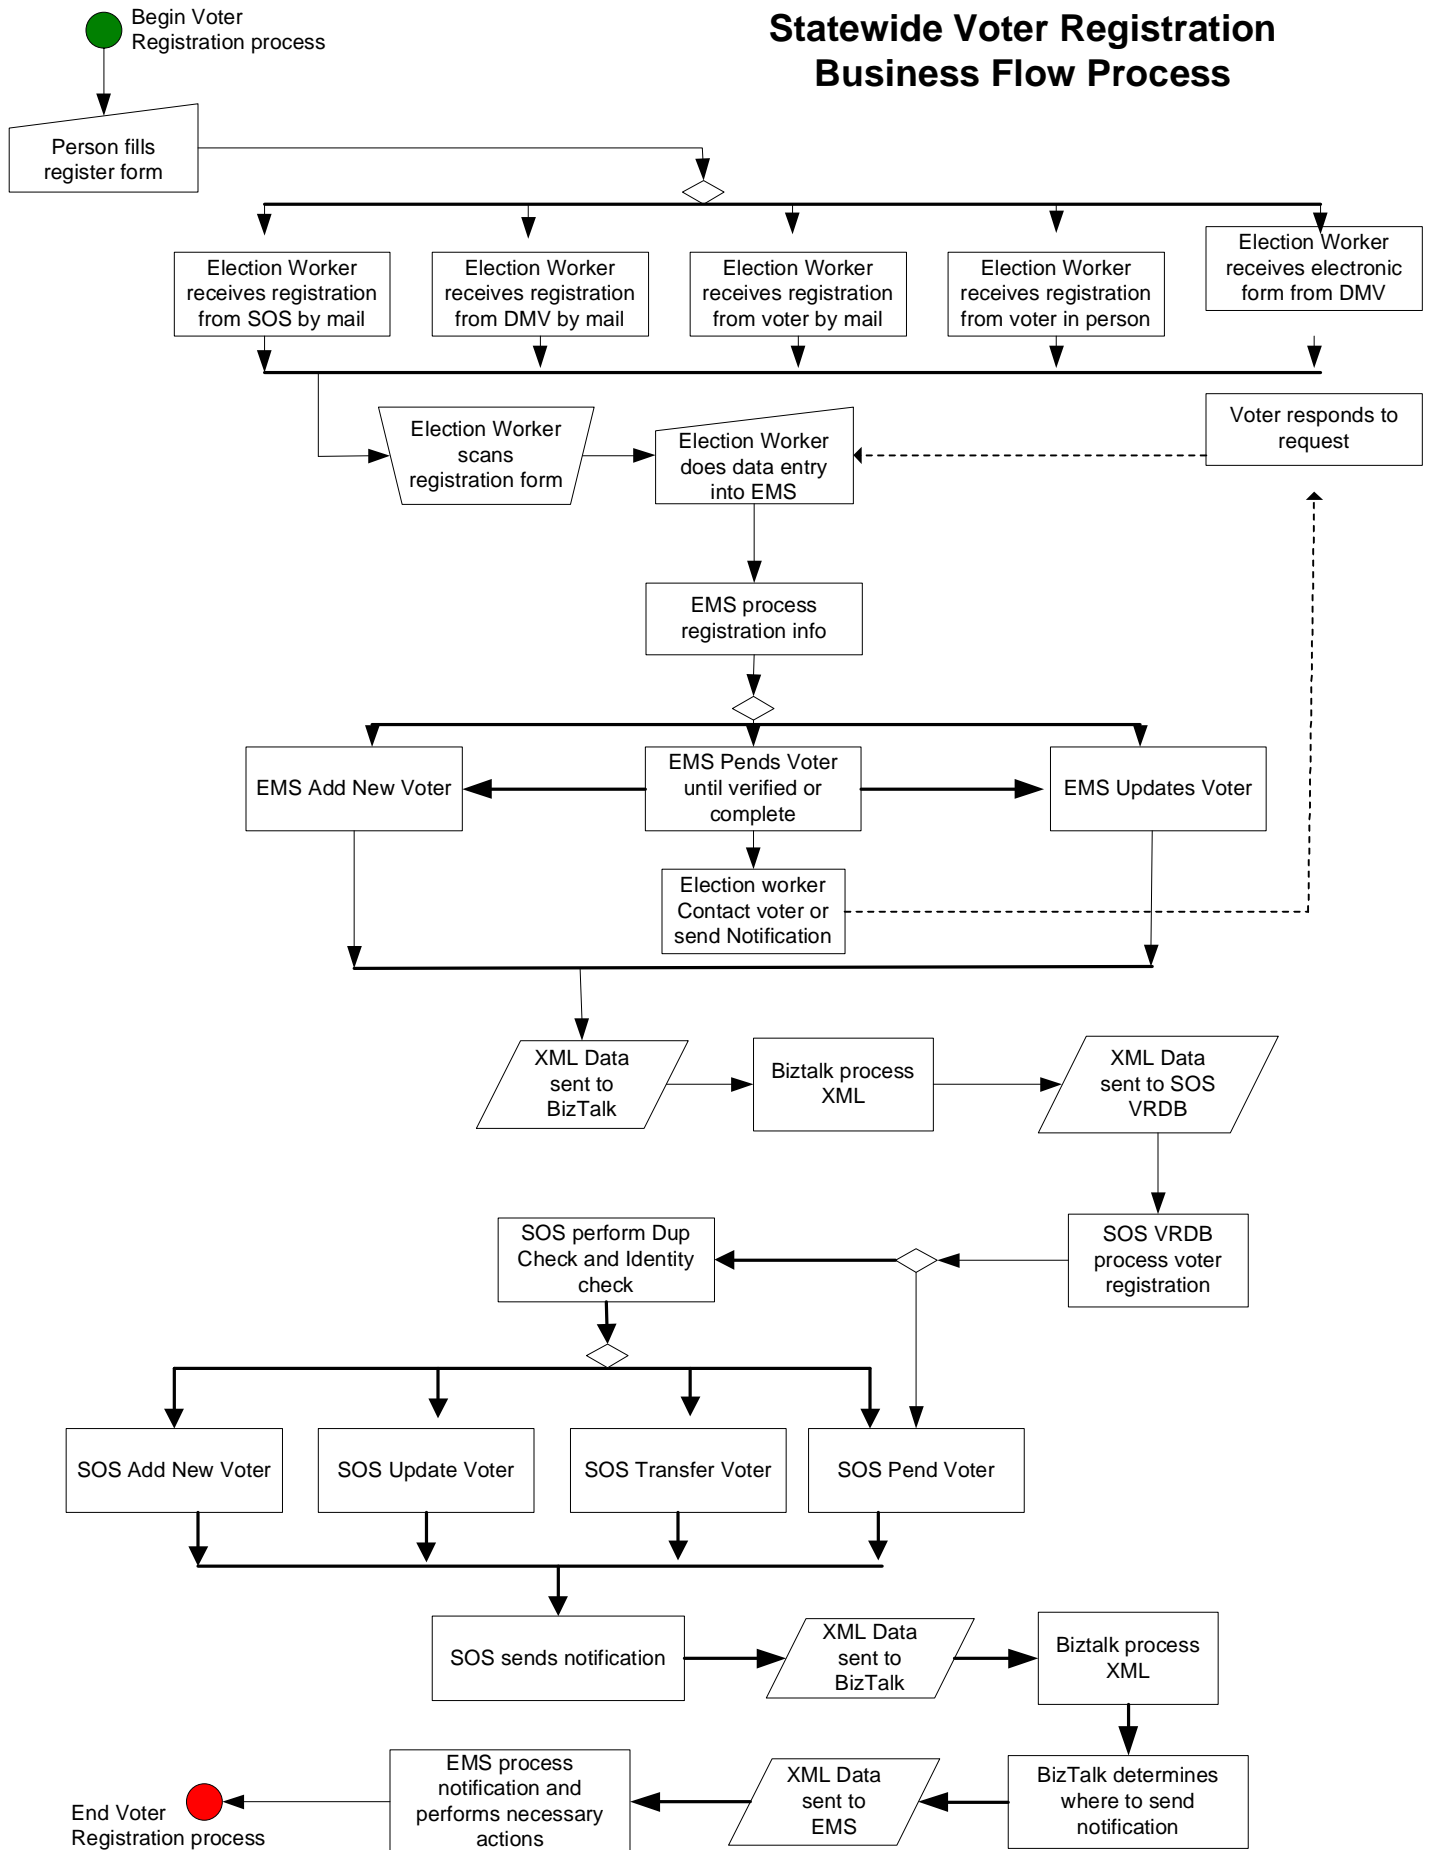 Begin Voter
Registration process
Statewide Voter Registration
Business Flow Process
Person fills
register form
Election Worker
receives registration
from SOS by mail
Election Worker
receives registration
from DMV by mail
Election Worker
receives registration
from voter by mail
Election Worker
receives registration
from voter in person
Election Worker
receives electronic
form from DMV
Election Worker
scans
registration form
Election Worker
does data entry
into EMS
Voter responds to
request
EMS process
registration info
EMS Add New Voter
EMS Pends Voter
until verified or
complete
EMS Updates Voter
Election worker
Contact voter or
send Notification
XML Data
sent to
BizTalk
Biztalk process
XML
XML Data
sent to SOS
VRDB
SOS perform Dup
Check and Identity
check
SOS VRDB
process voter
registration
SOS Add New Voter
SOS Update Voter
SOS Transfer Voter
SOS Pend Voter
SOS sends notification
XML Data
sent to
BizTalk
Biztalk process
XML
End Voter
Registration process
EMS process
notification and
performs necessary
actions
XML Data
sent to
EMS
BizTalk determines
where to send
notification